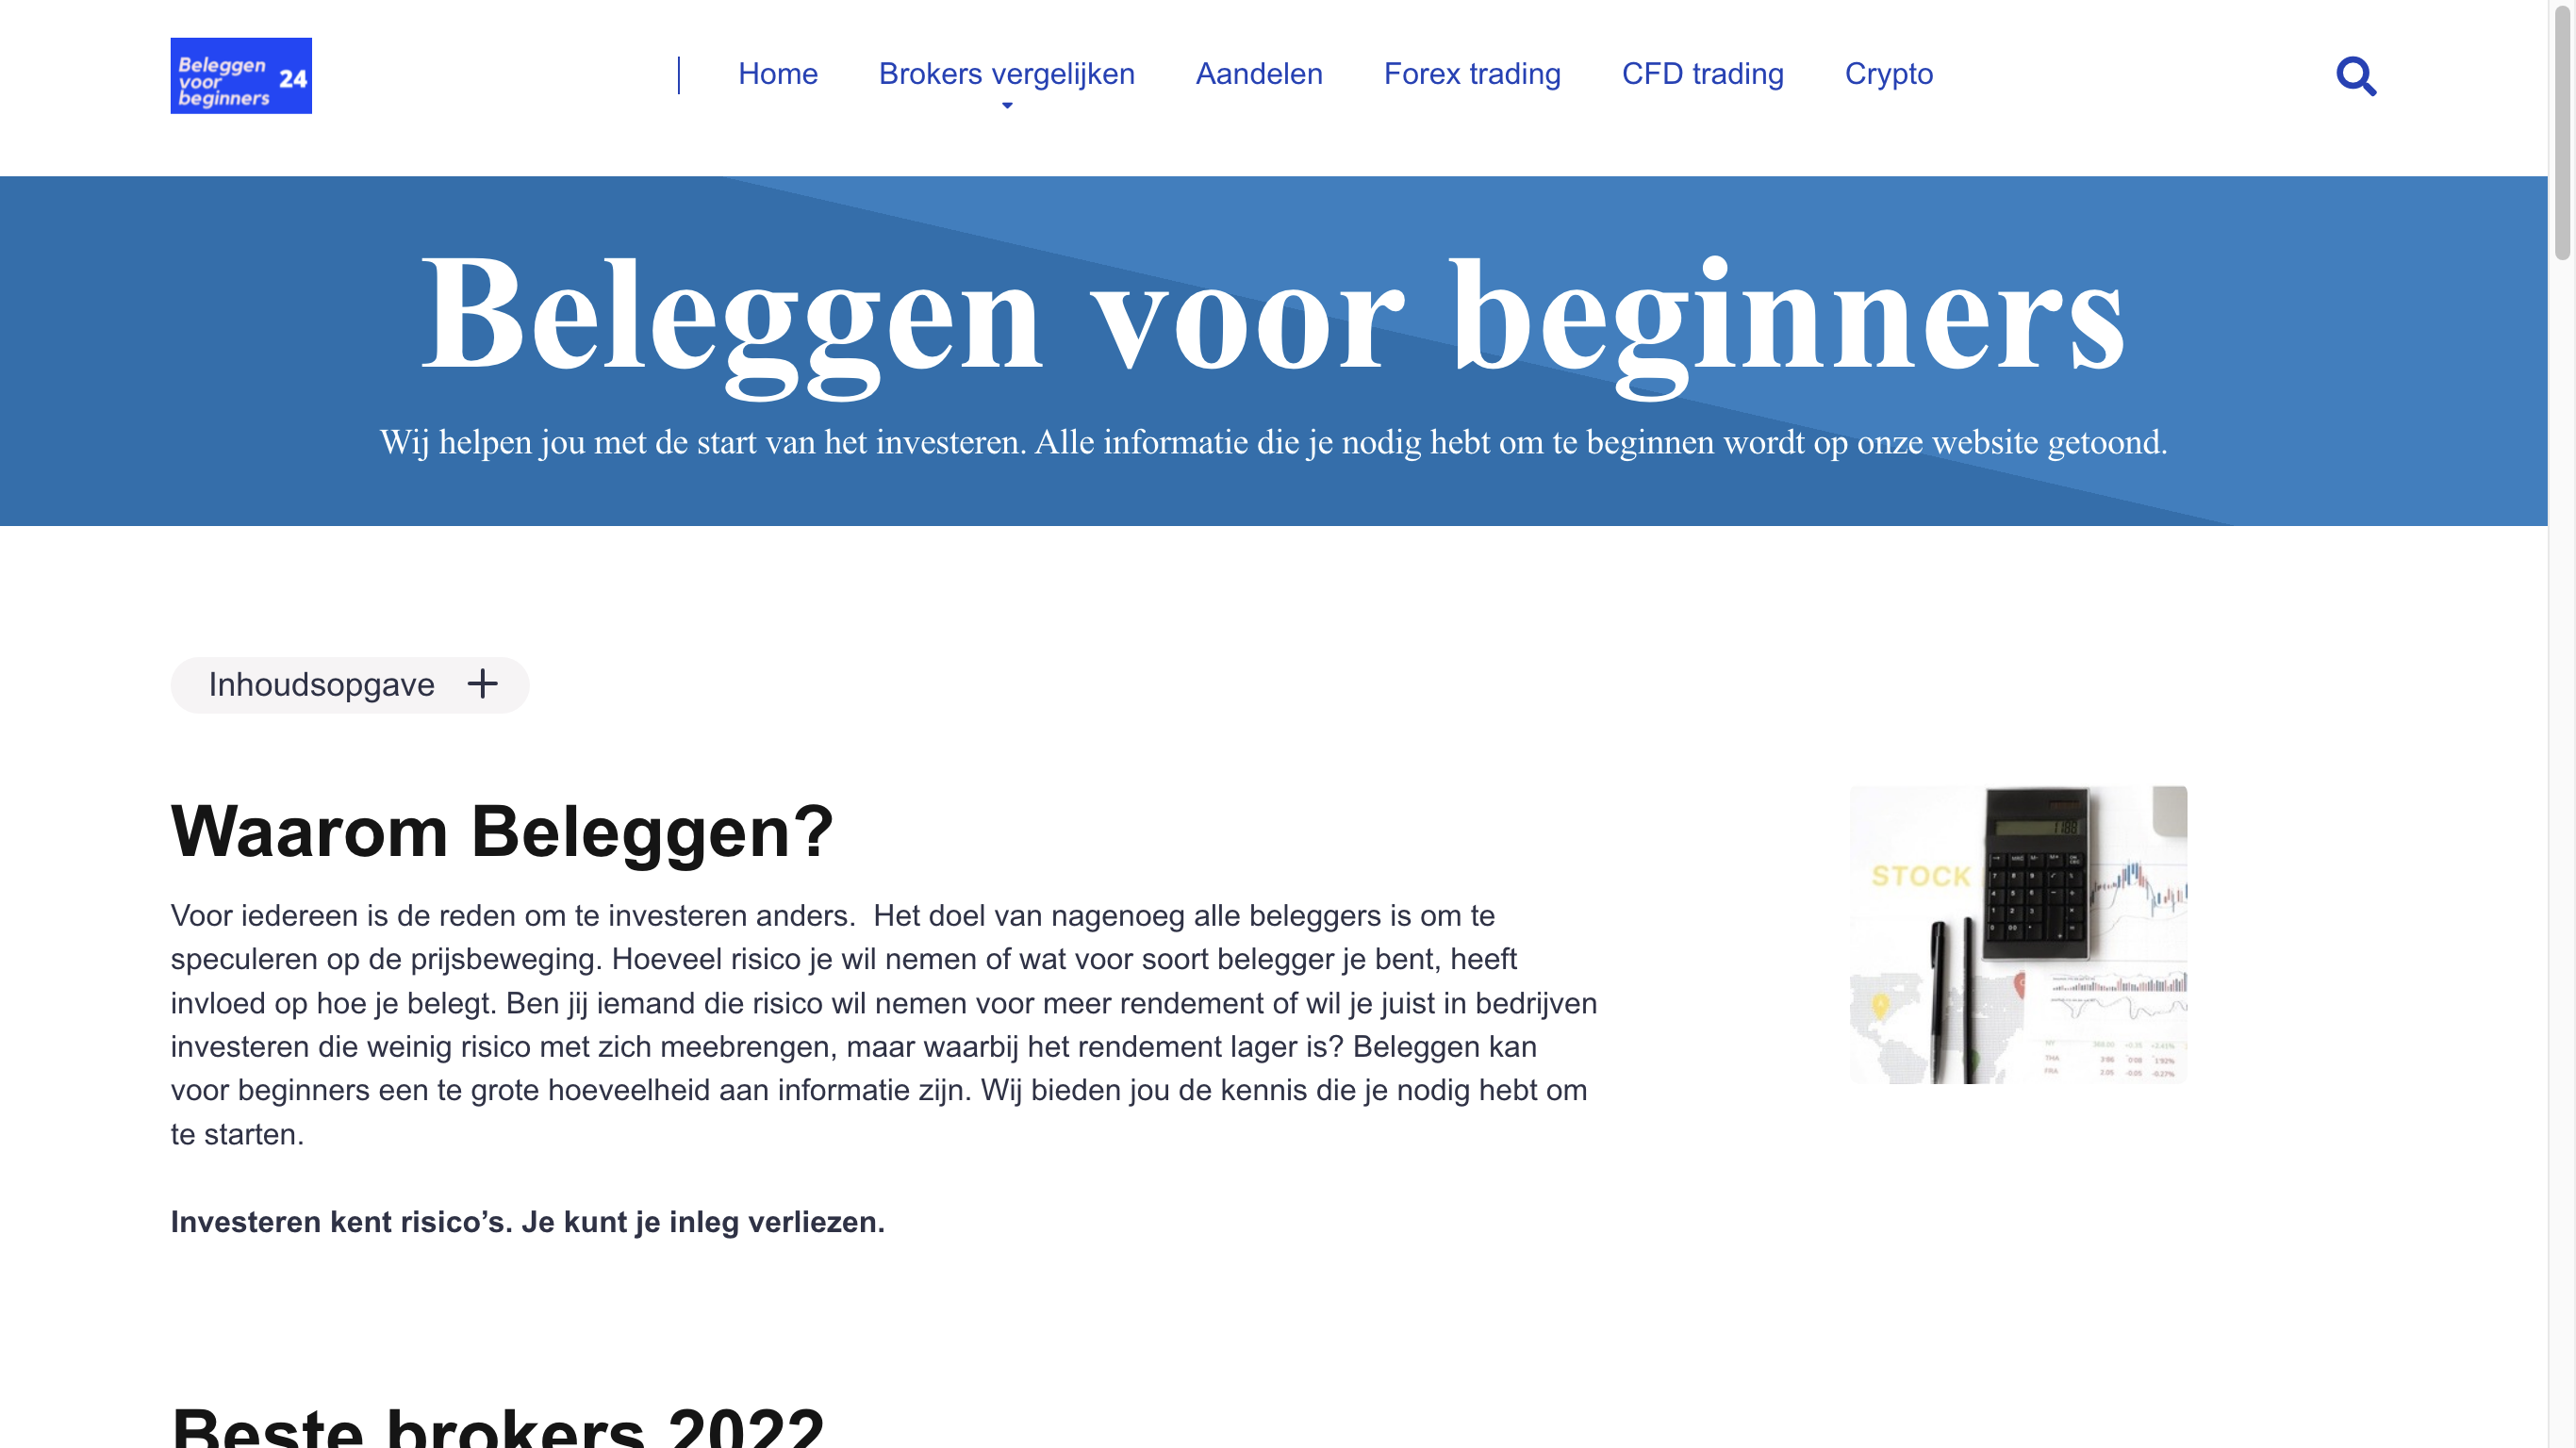 Beleggen
voor
beginners
24
Home
Brokers vergelijken
Aandelen
Forex trading
CFD trading
Crypto
Beleggen voor beginners
Wij helpen jou met de start van het investeren. Alle informatie die je nodig hebt om te beginnen wordt op onze website getoond.
Inhoudsopgave
Waarom Beleggen?
Voor iedereen is de reden om te investeren anders.  Het doel van nagenoeg alle beleggers is om te
speculeren op de prijsbeweging. Hoeveel risico je wil nemen of wat voor soort belegger je bent, heeft
invloed op hoe je belegt. Ben jij iemand die risico wil nemen voor meer rendement of wil je juist in bedrijven
investeren die weinig risico met zich meebrengen, maar waarbij het rendement lager is? Beleggen kan
voor beginners een te grote hoeveelheid aan informatie zijn. Wij bieden jou de kennis die je nodig hebt om
te starten.
Investeren kent risico’s. Je kunt je inleg verliezen.
STOCK
Beste brokers 2022